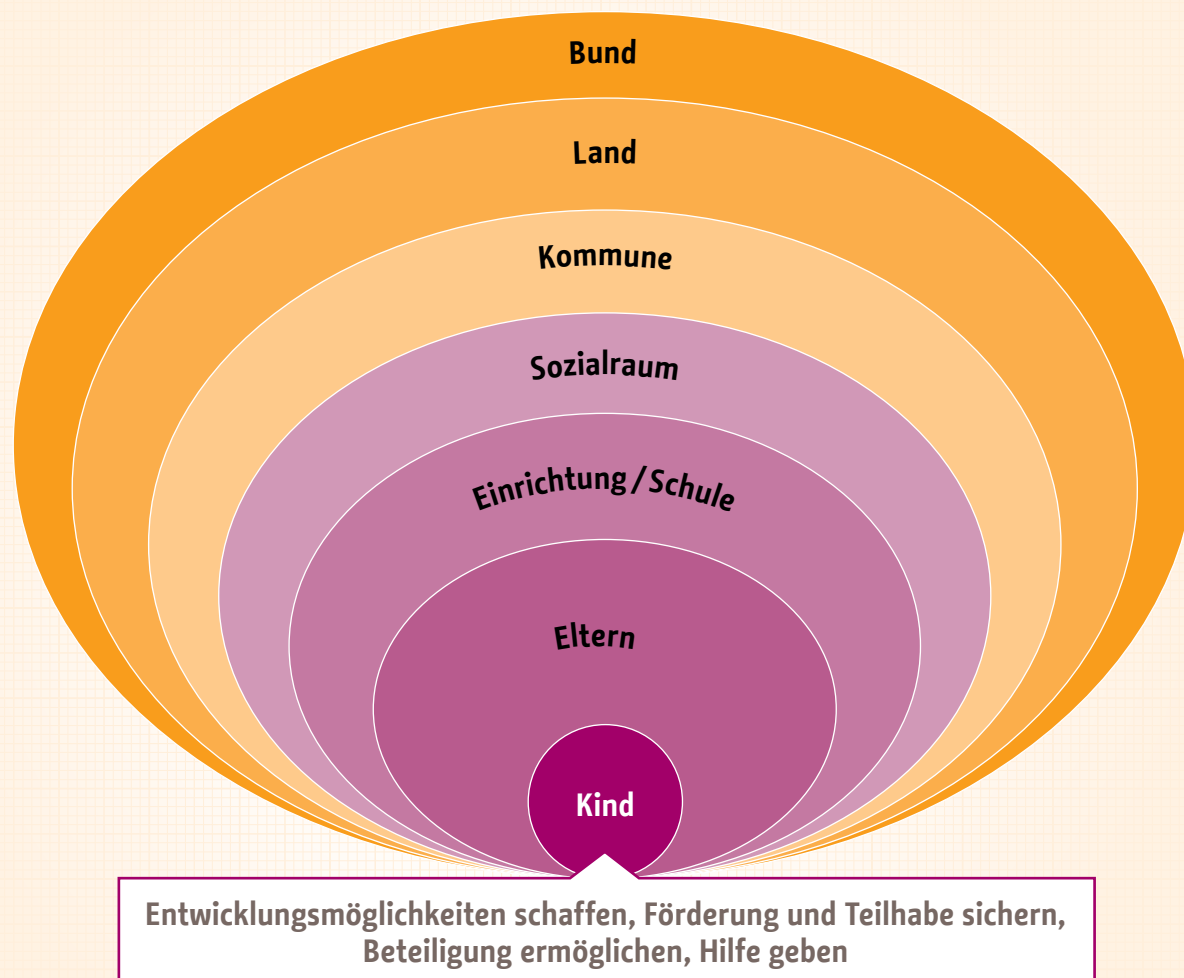 Bund
Land
Kommune
Sozialraum
Einrichtung / Schule
Eltern
Kind
Entwicklungsmöglichkeiten schaffen, Förderung und Teilhabe sichern,
Beteiligung ermöglichen, Hilfe geben